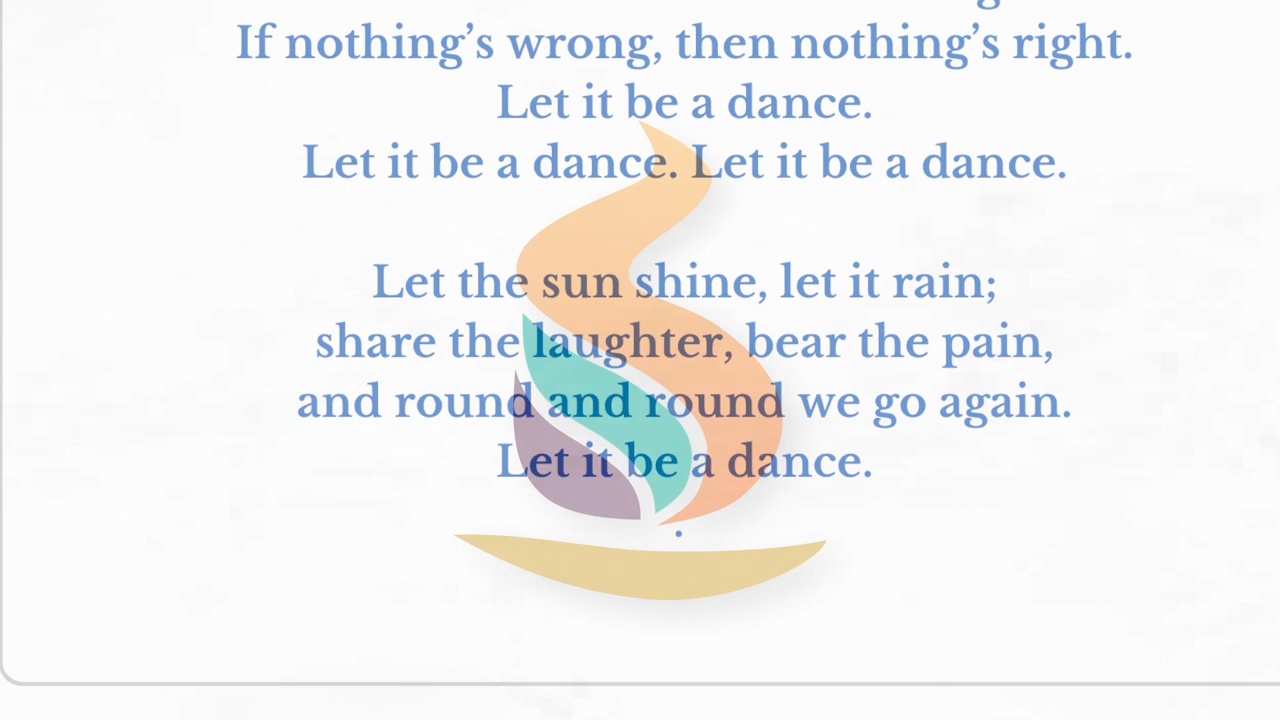 If nothing’s wrong, then nothing’s right.
Let it be a dance.
Let it be a dance. Let it be a dance.
Let the sun shine, let it rain;
share the laughter, bear the pain,
and round and round we go again.
Let it be a dance.
.